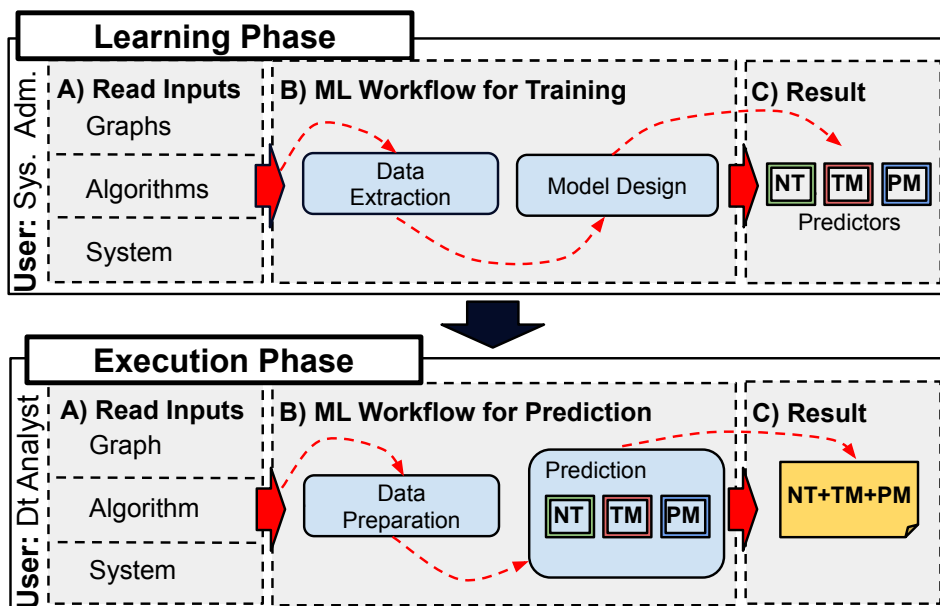 Learning Phase
User: Sys. Adm.
A) Read Inputs
Graphs
Algorithms
System
B) ML Workflow for Training
Data
Extraction
Model Design
C) Result
NT TM PM
Predictors
Execution Phase
User: Dt Analyst
A) Read Inputs
Graph
Algorithm
System
B) ML Workflow for Prediction
Data
Preparation
Prediction
NT TM PM
C) Result
NT+TM+PM